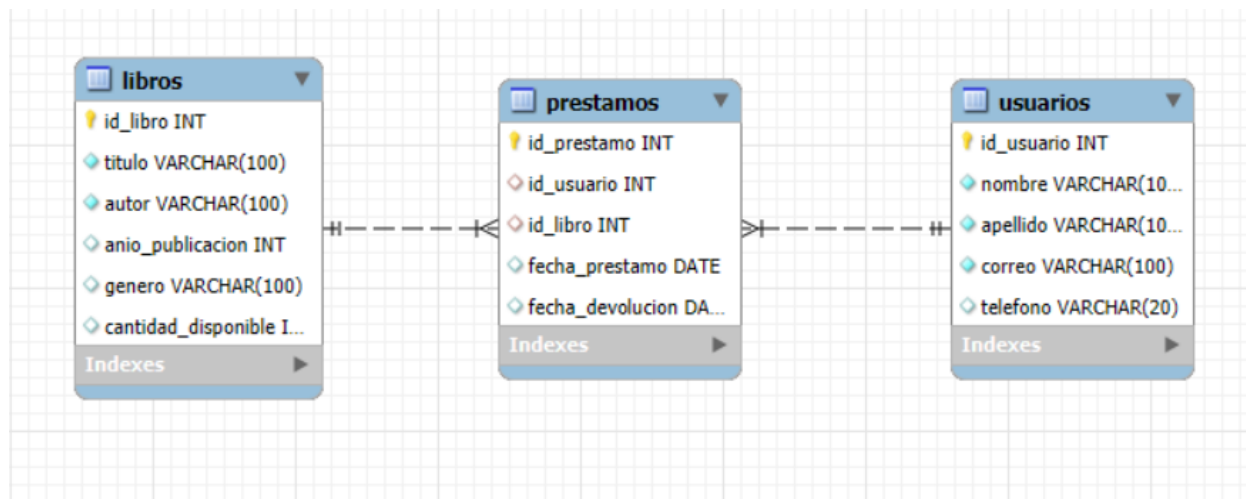 libros
id_libro INT
titulo VARCHAR(100)
autor VARCHAR(100)
anio_publicacion INT
genero VARCHAR(100)
cantidad_disponible I...
Indexes
prestamos
id_prestamo INT
id_usuario INT
id_libro INT
fecha_prestamo DATE
fecha_devolucion DA...
Indexes
usuarios
id_usuario INT
nombre VARCHAR(10...
apellido VARCHAR(10...
correo VARCHAR(100)
telefono VARCHAR(20)
Indexes